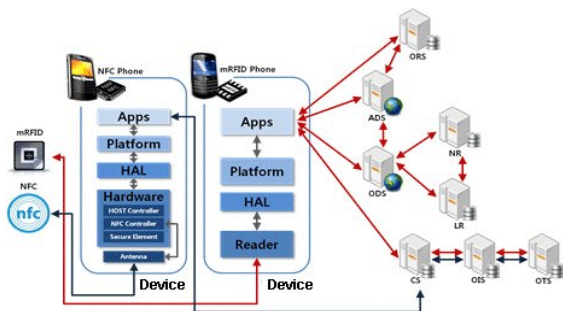 NFC Phone
mRFID Phone
ORS
Apps
Apps
ADS
mRFID
Platform
Platform
NR
HAL
ODS
NFC
Hardware
HAL
HOST Controller
NFC Controller
LR
nfc
Secure Element
Reader
Antenna
CS
OIS
OTS
Device
Device